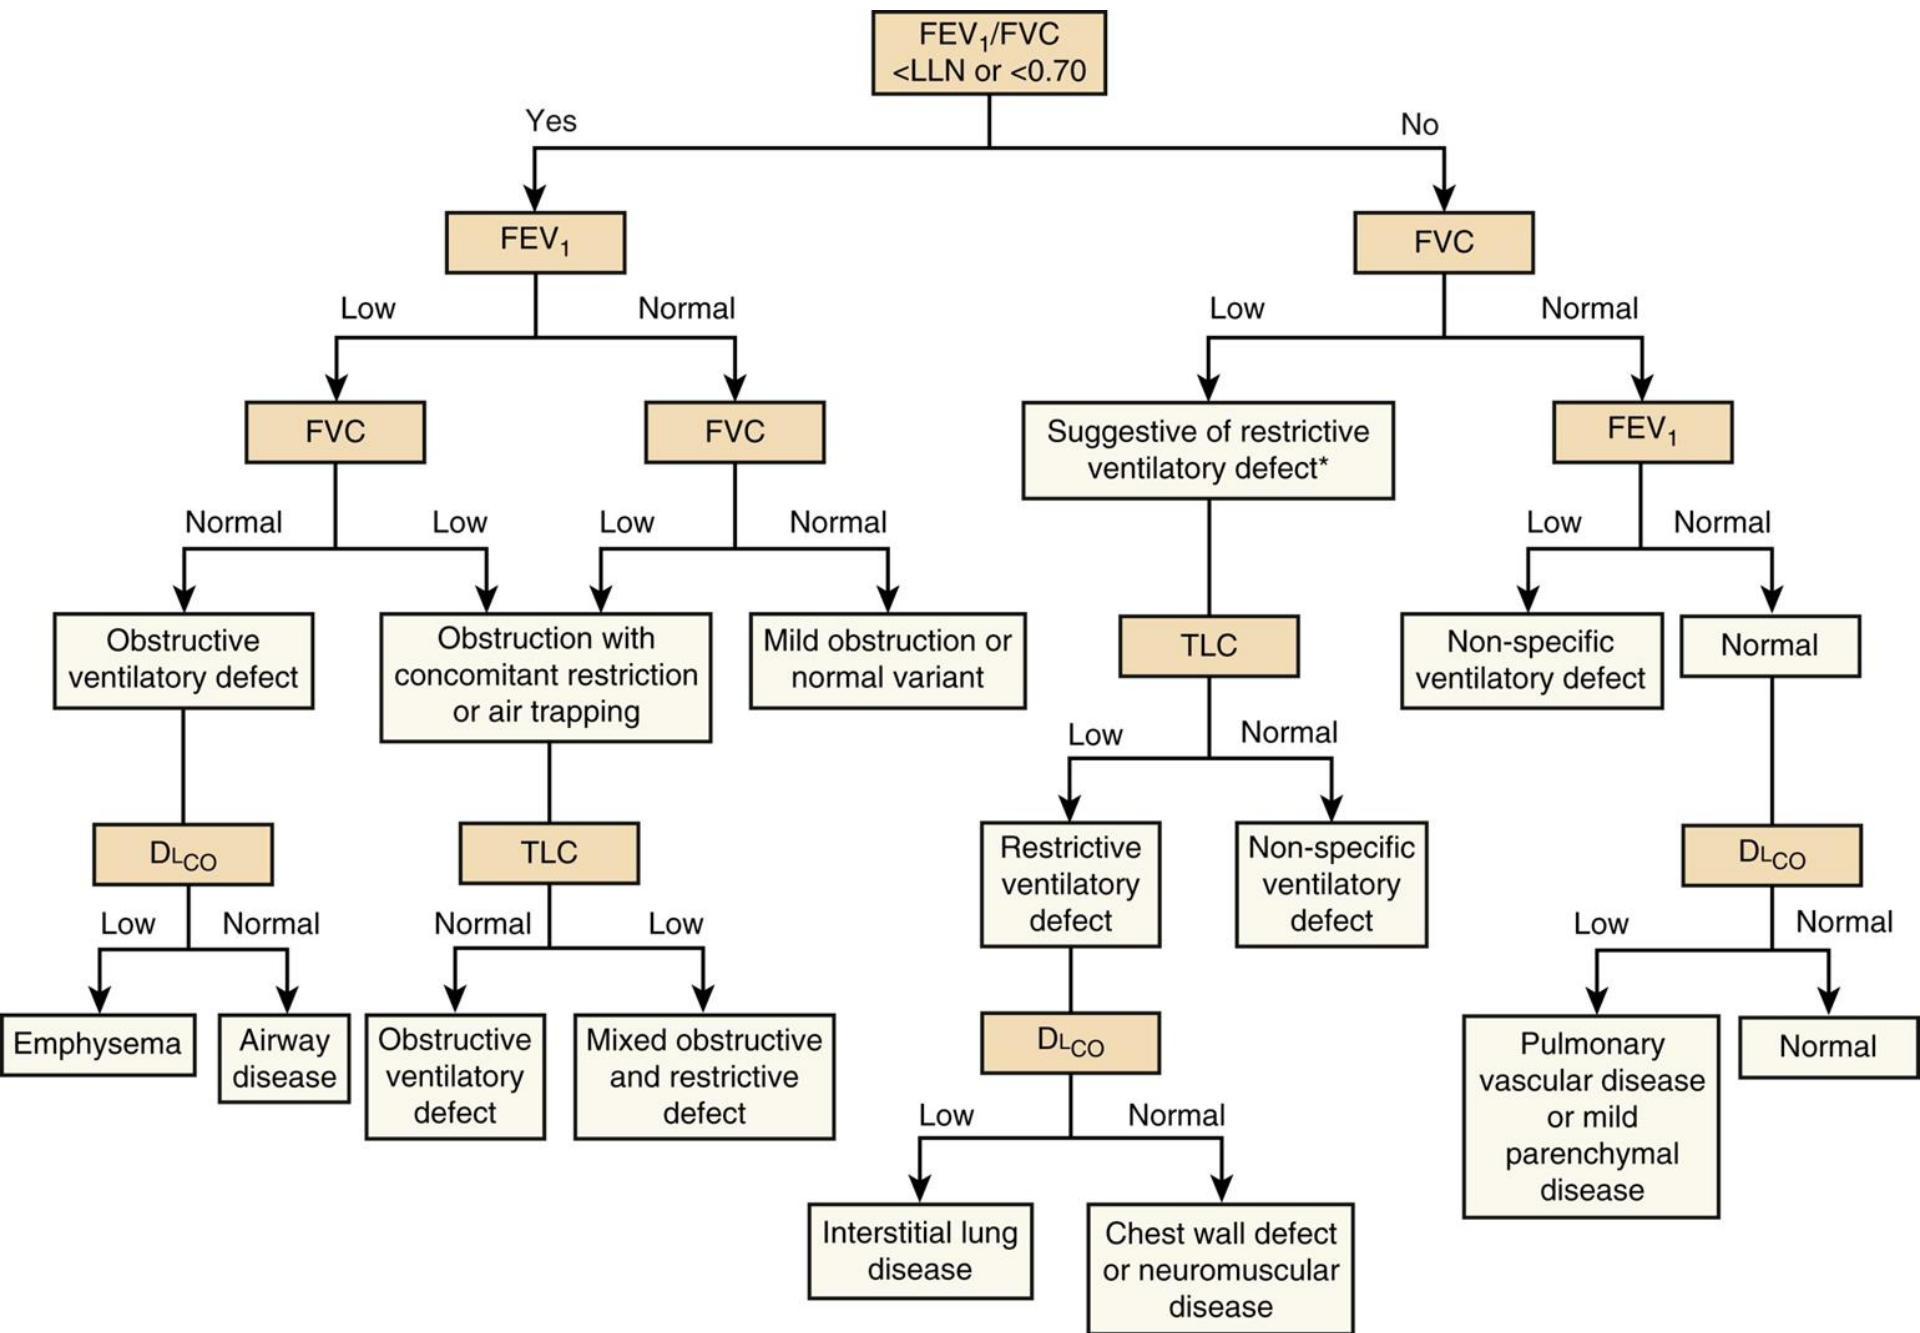 FEV₁/FVC
<LLN or <0.70
Yes
No
FEV₁
FVC
Low
Normal
Low
Normal
FVC
FVC
Suggestive of restrictive
ventilatory defect*
FEV₁
Normal
Low
Low
Normal
Low
Normal
Obstructive
ventilatory defect
Obstruction with
concomitant restriction
or air trapping
Mild obstruction or
normal variant
TLC
Non-specific
ventilatory defect
Normal
Low
Normal
DLCO
TLC
Restrictive
ventilatory
defect
Non-specific
ventilatory
defect
DLCO
Low
Normal
Normal
Low
Low
Normal
Emphysema
Airway
disease
Obstructive
ventilatory
defect
Mixed obstructive
and restrictive
defect
DLCO
Pulmonary
vascular disease
or mild
parenchymal
disease
Normal
Low
Normal
Interstitial lung
disease
Chest wall defect
or neuromuscular
disease